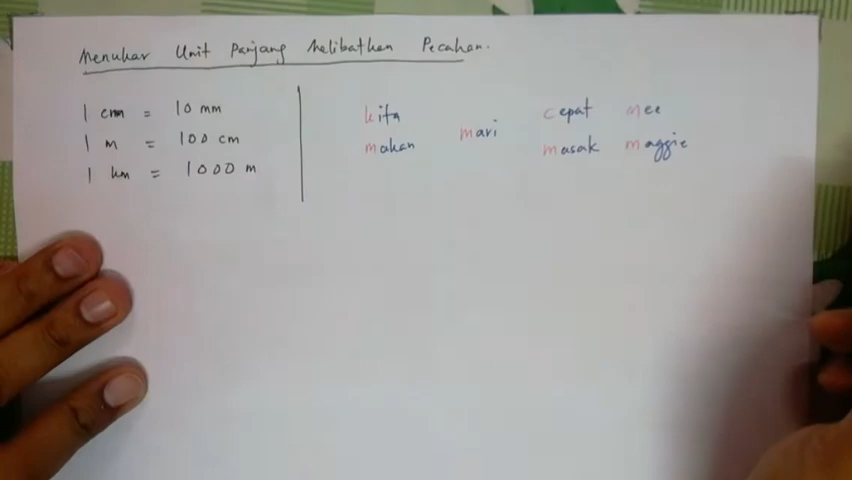 Menukar Unit Panjang Melibatkan Pecahan.
1 cm = 10 mm
1 m = 100 cm
1 km = 1000 m
kita cepat mee
mari
makan masak maggie